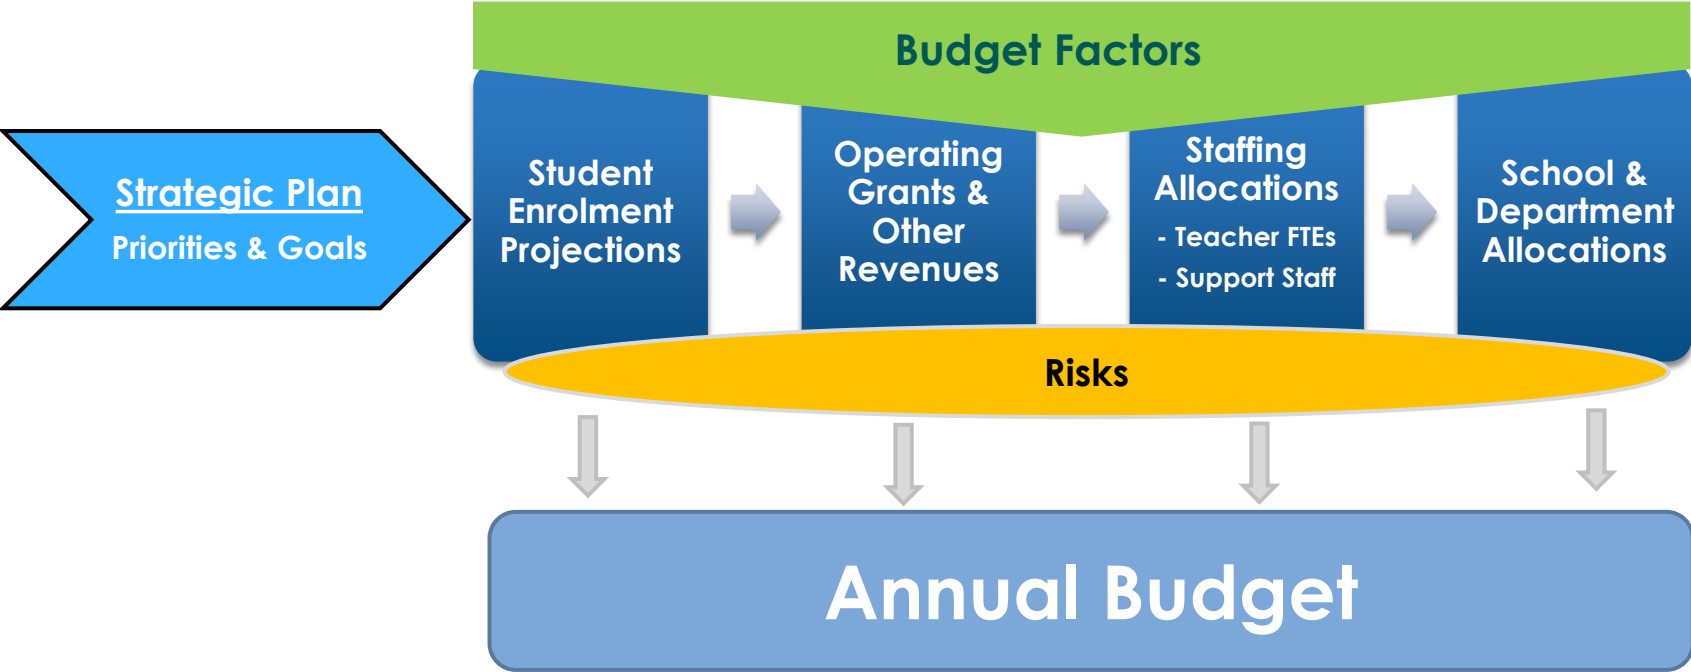 Budget Factors
Strategic Plan
Priorities & Goals
Student
Enrolment
Projections
Operating
Grants &
Other
Revenues
Staffing
Allocations
- Teacher FTEs
- Support Staff
School &
Department
Allocations
Risks
Annual Budget